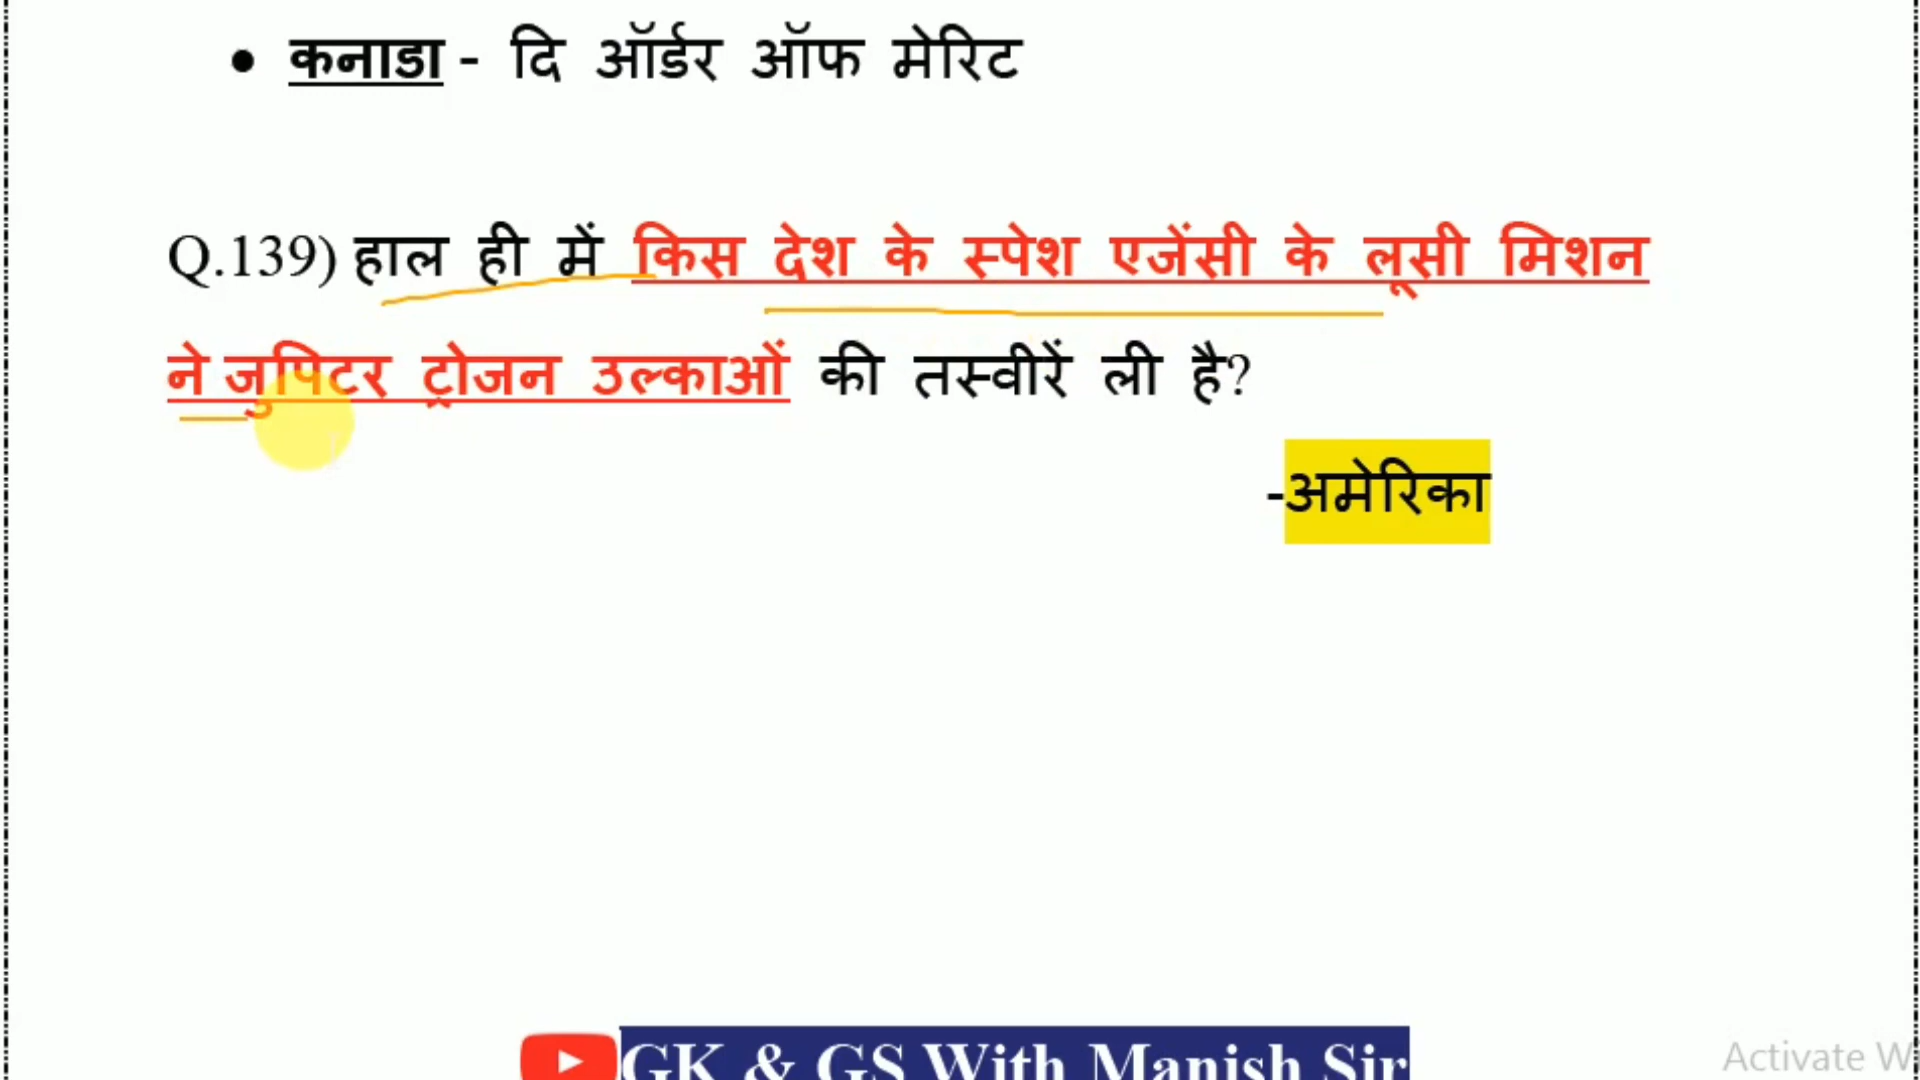 • कनाडा - दि ऑर्डर ऑफ मेरिट
Q.139) हाल ही में किस देश के स्पेश एजेंसी के लूसी मिशन
ने जुपिटर ट्रोजन उल्काओं की तस्वीरें ली है?
-अमेरिका
GK & GS With Manish Sir
Activate W